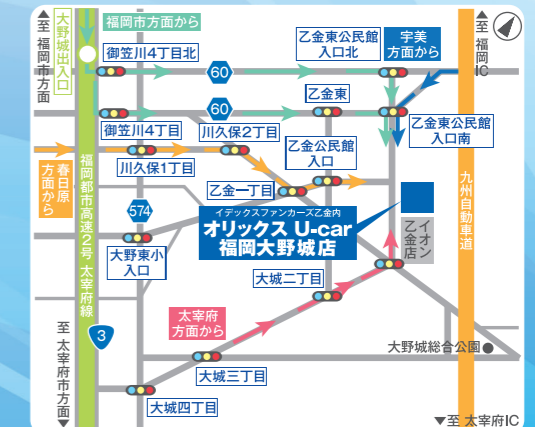 ▲至 福岡市方面
大野城出入口
福岡市方面から
御笠川4丁目北
60
乙金東公民館
入口北
宇美
方面から
▲至 福岡IC
60
乙金東
御笠川4丁目
川久保2丁目
乙金公民館
入口
乙金東公民館
入口南
春日原
方面から
川久保1丁目
福岡都市高速2号 太宰府線
乙金一丁目
九州自動車道
574
イデックスファンカーズ乙金内
オリックス U-car
福岡大野城店
イオン
乙金店
大野東小
入口
大城二丁目
太宰府
方面から
3
至 太宰府市方面▼
大野城総合公園
大城三丁目
大城四丁目
▼至 太宰府IC